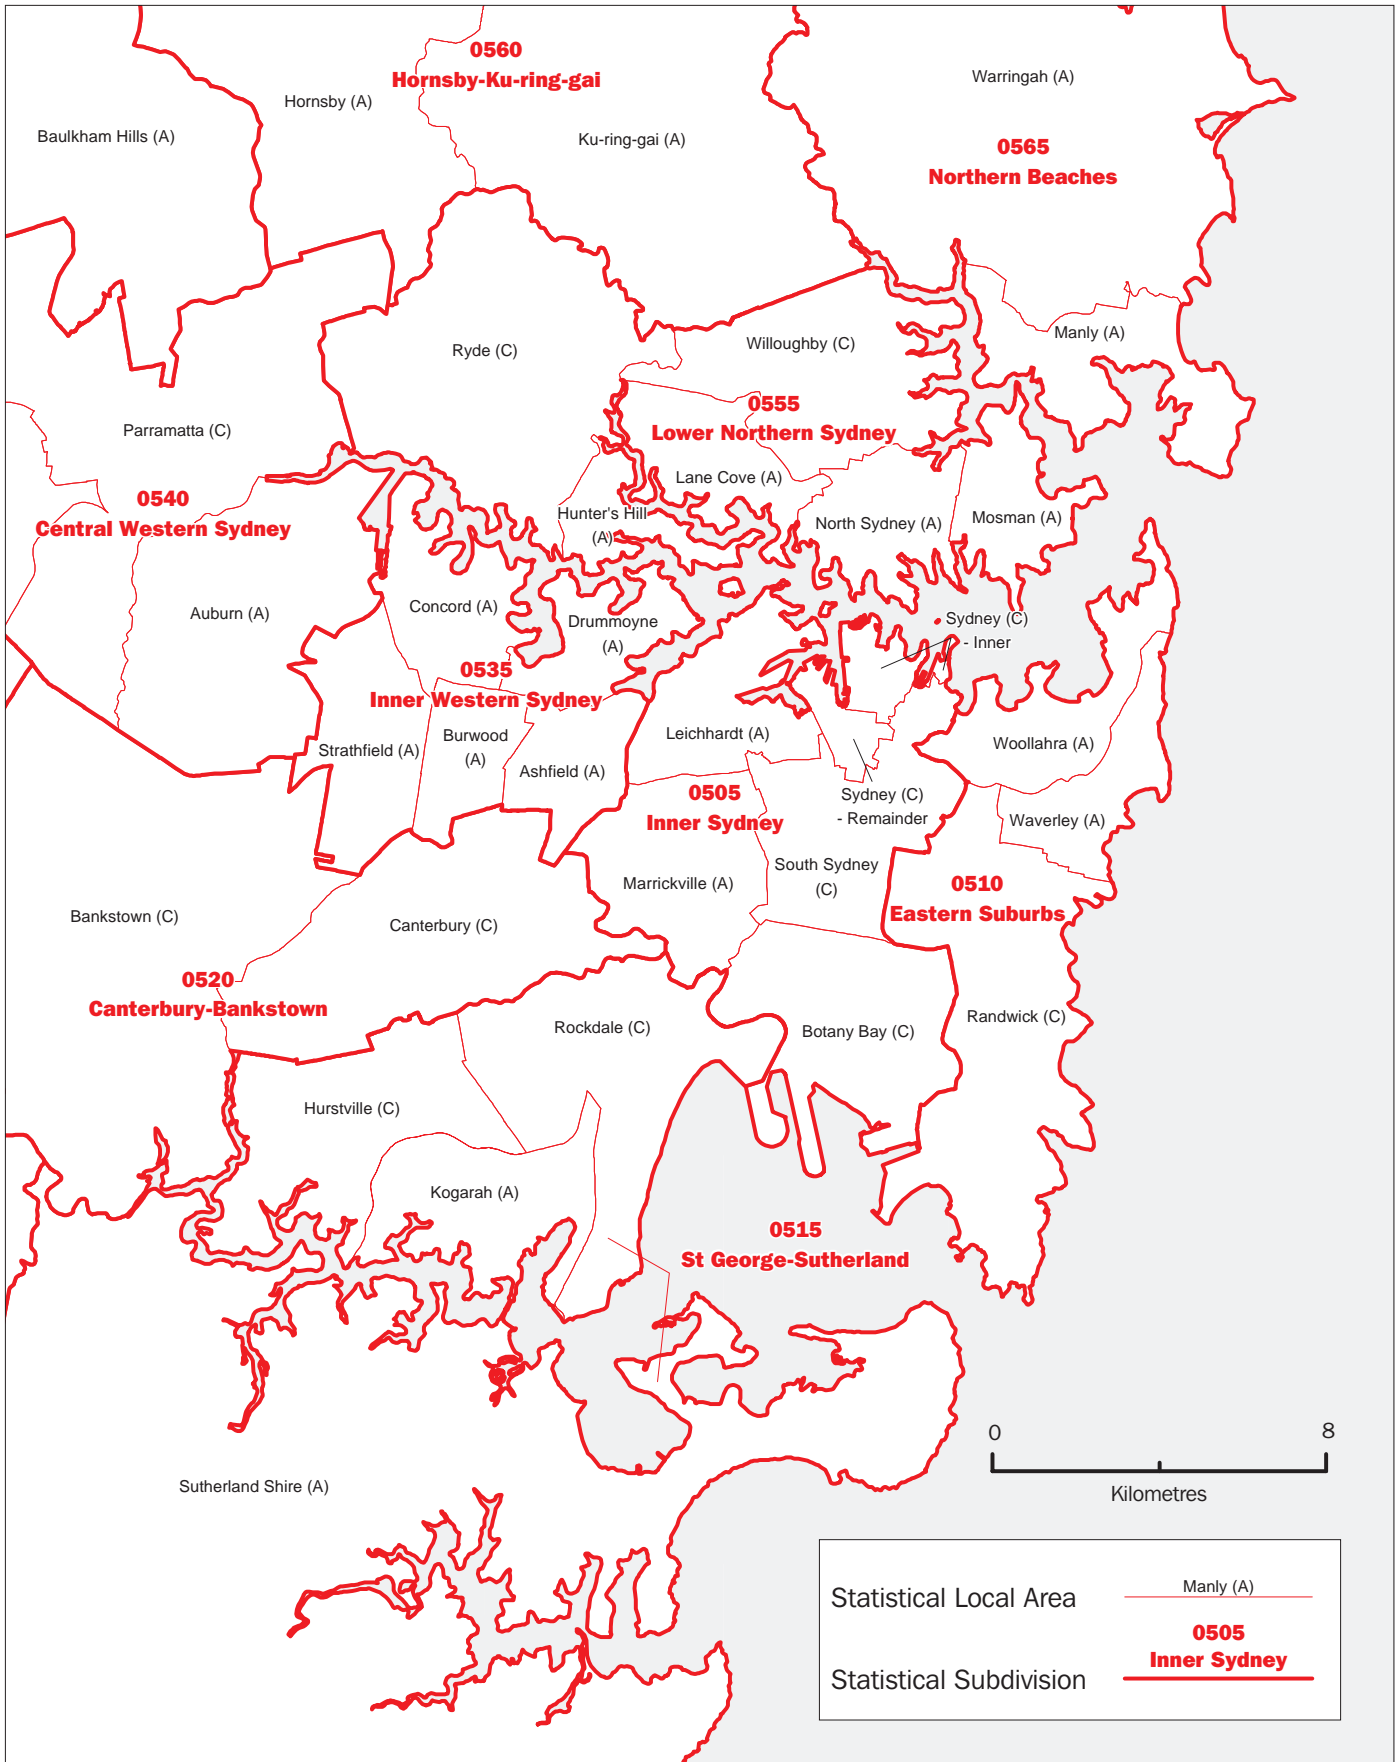 0560
Hornsby-Ku-ring-gai
Warringah (A)
Hornsby (A)
Baulkham Hills (A)
Ku-ring-gai (A)
0565
Northern Beaches
Manly (A)
Ryde (C)
Willoughby (C)
0555
Lower Northern Sydney
Parramatta (C)
Lane Cove (A)
0540
Central Western Sydney
Hunter's Hill
(A)
North Sydney (A)
Mosman (A)
Auburn (A)
Concord (A)
Drummoyne
(A)
Sydney (C)
- Inner
0535
Inner Western Sydney
Strathfield (A)
Burwood
(A)
Ashfield (A)
Leichhardt (A)
Woollahra (A)
0505
Inner Sydney
Sydney (C)
- Remainder
Waverley (A)
South Sydney
(C)
Marrickville (A)
0510
Eastern Suburbs
Bankstown (C)
Canterbury (C)
0520
Canterbury-Bankstown
Rockdale (C)
Botany Bay (C)
Randwick (C)
Hurstville (C)
Kogarah (A)
0515
St George-Sutherland
0 8
Kilometres
Sutherland Shire (A)
Statistical Local Area
Manly (A)
0505
Inner Sydney
Statistical Subdivision